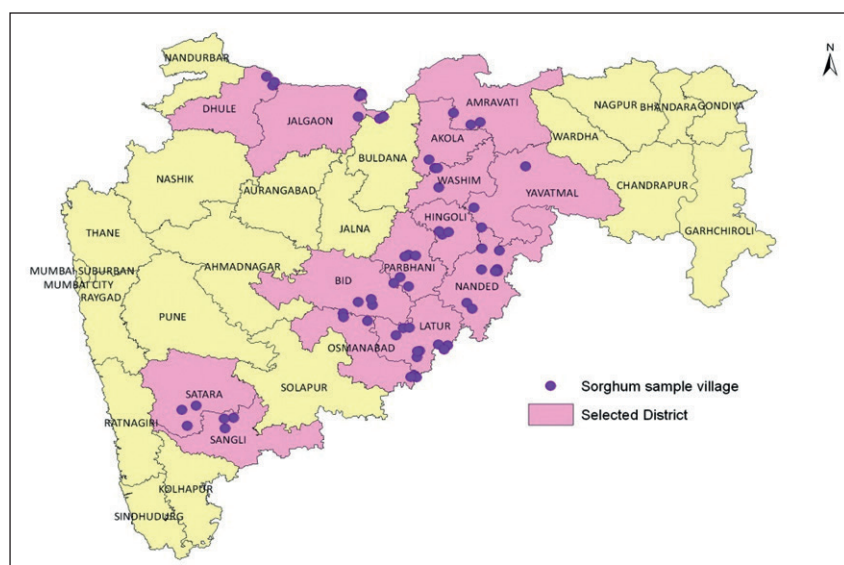 N
NANDURBAR
DHULE
JALGAON
AMRAVATI
NAGPUR
BHANDARA
GONDIYA
AKOLA
WARDHA
BULDANA
NASHIK
AURANGABAD
WASHIM
YAVATMAL
CHANDRAPUR
HINGOLI
JALNA
GARHCHIROLI
THANE
AHMADNAGAR
PARBHANI
MUMBAI SUBURBAN
MUMBAI CITY
BID
NANDED
RAYGAD
PUNE
LATUR
OSMANABAD
SOLAPUR
Sorghum sample village
SATARA
Selected District
RATNAGIRI
SANGLI
KOLHAPUR
SINDHUDURG